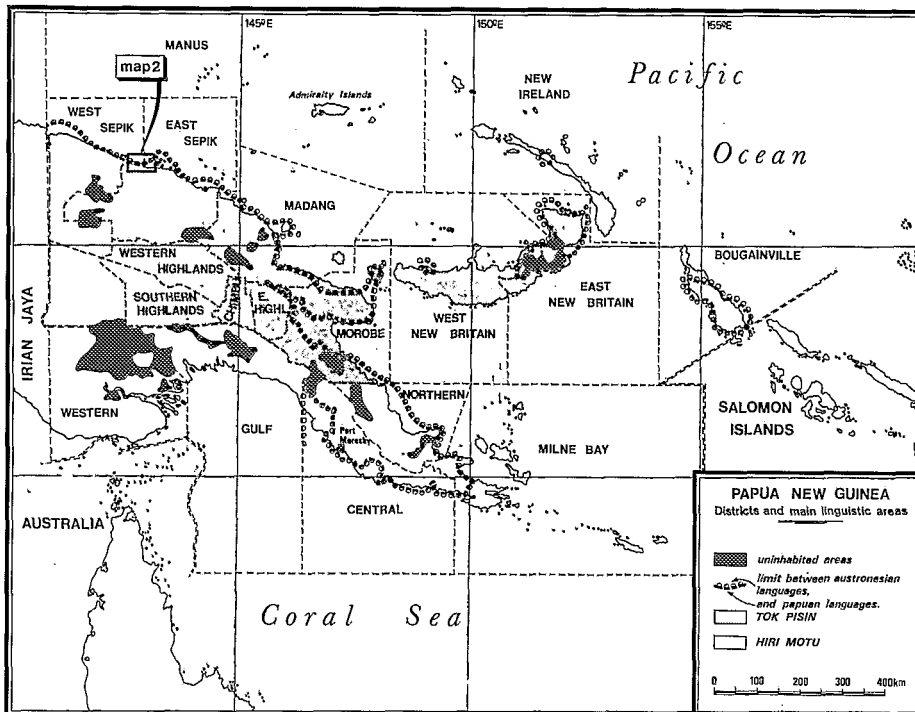 145ºE
150ºE
155ºE
MANUS
map2
Pacific
Ocean
NEW
IRELAND
Admiralty Islands
WEST
SEPIK
EAST
SEPIK
MADANG
BOUGAINVILLE
WESTERN
HIGHLANDS
SOUTHERN
HIGHLANDS
CHIMBU
E.
HIGHL.
MOROBE
WEST
NEW BRITAIN
EAST
NEW BRITAIN
IRIAN JAYA
WESTERN
GULF
NORTHERN
Port
Moresby
MILNE BAY
SALOMON
ISLANDS
CENTRAL
AUSTRALIA
Coral Sea
PAPUA NEW GUINEA
Districts and main linguistic areas
uninhabited areas
limit between austronesian
languages,
and papuan languages.
TOK PISIN
HIRI MOTU
0 100 200 300 400km